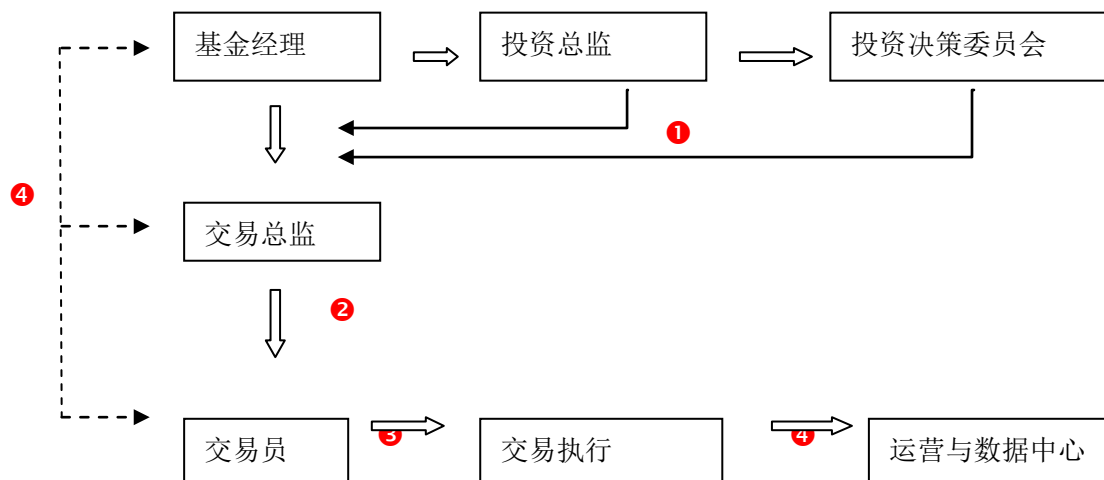 基金经理
投资总监
投资决策委员会
❶
❹
交易总监
❷
交易员
❸
交易执行
❹
运营与数据中心